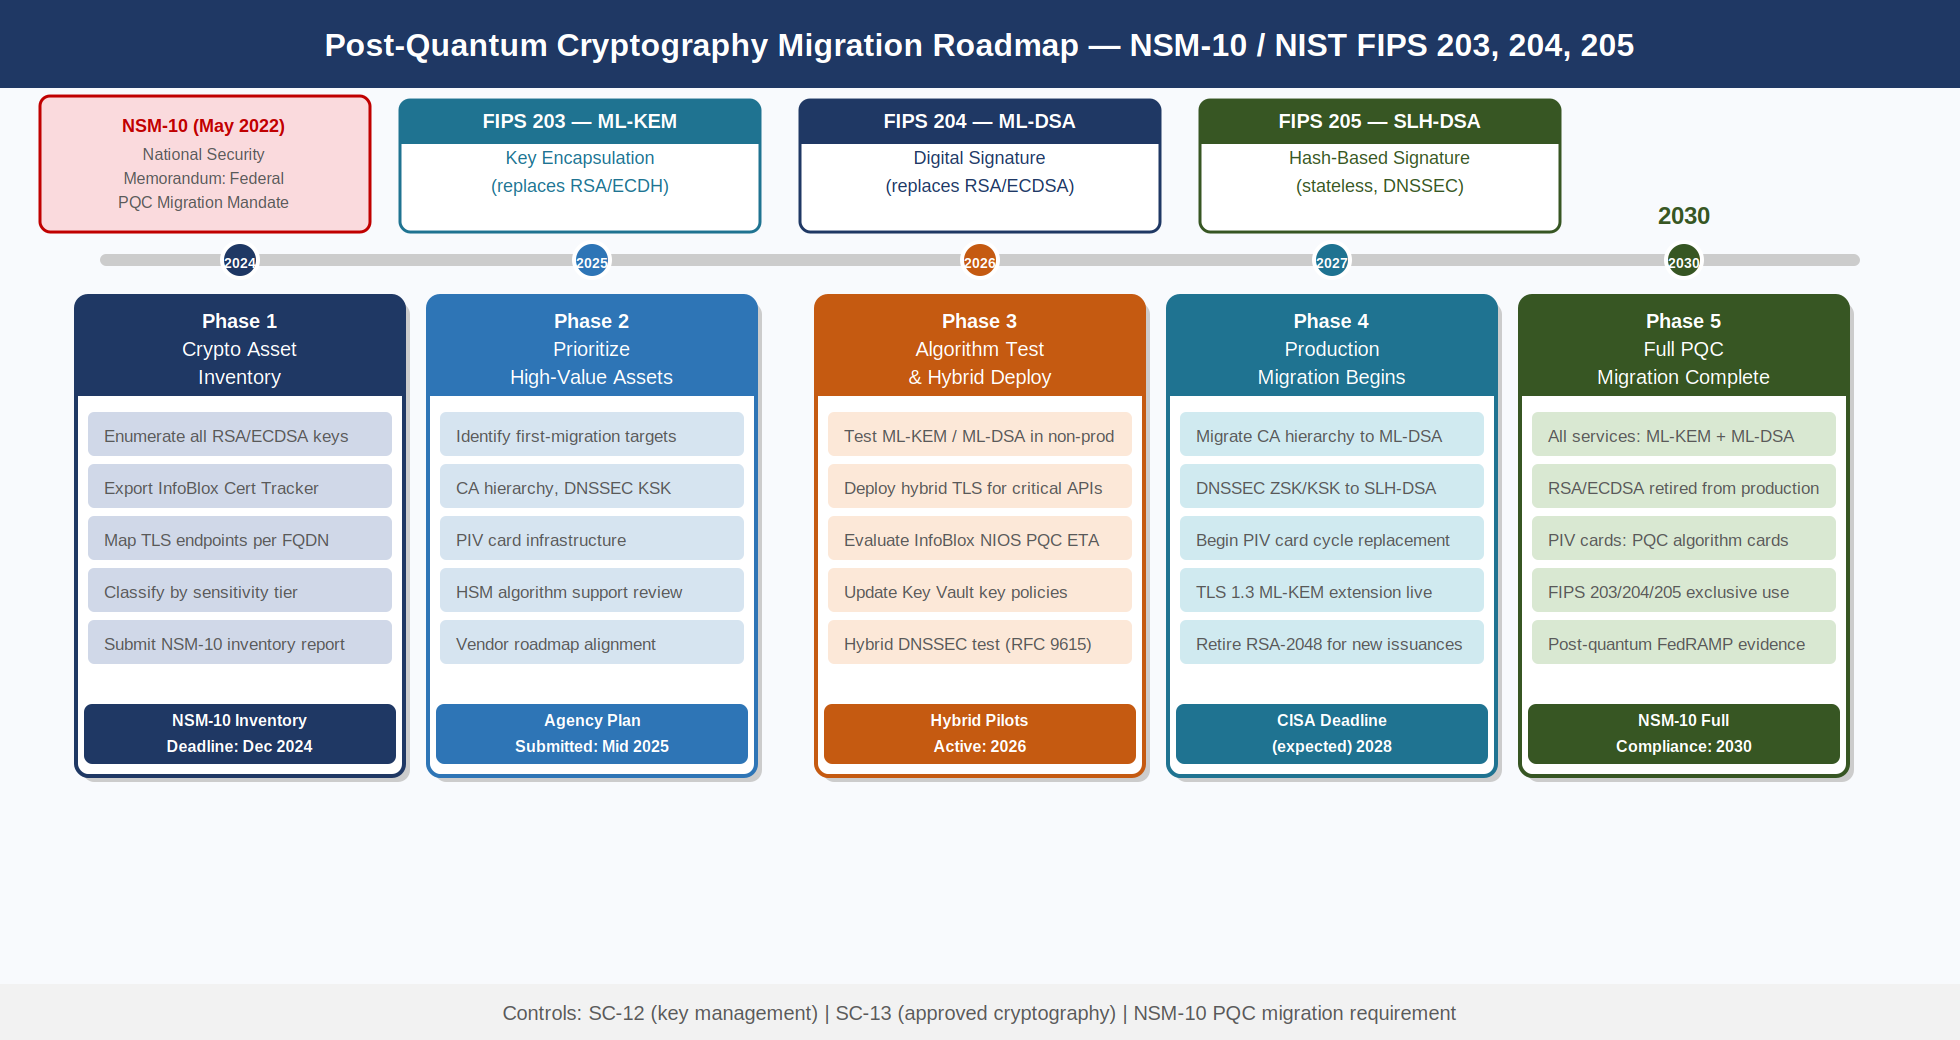 Post-Quantum Cryptography Migration Roadmap — NSM-10 / NIST FIPS 203, 204, 205
NSM-10 (May 2022)
National Security
Memorandum: Federal
PQC Migration Mandate
FIPS 203 — ML-KEM
Key Encapsulation
(replaces RSA/ECDH)
FIPS 204 — ML-DSA
Digital Signature
(replaces RSA/ECDSA)
FIPS 205 — SLH-DSA
Hash-Based Signature
(stateless, DNSSEC)
2030
2024
2025
2026
2027
2030
Phase 1
Crypto Asset
Inventory
Enumerate all RSA/ECDSA keys
Export InfoBlox Cert Tracker
Map TLS endpoints per FQDN
Classify by sensitivity tier
Submit NSM-10 inventory report
NSM-10 Inventory
Deadline: Dec 2024
Phase 2
Prioritize
High-Value Assets
Identify first-migration targets
CA hierarchy, DNSSEC KSK
PIV card infrastructure
HSM algorithm support review
Vendor roadmap alignment
Agency Plan
Submitted: Mid 2025
Phase 3
Algorithm Test
& Hybrid Deploy
Test ML-KEM / ML-DSA in non-prod
Deploy hybrid TLS for critical APIs
Evaluate InfoBlox NIOS PQC ETA
Update Key Vault key policies
Hybrid DNSSEC test (RFC 9615)
Hybrid Pilots
Active: 2026
Phase 4
Production
Migration Begins
Migrate CA hierarchy to ML-DSA
DNSSEC ZSK/KSK to SLH-DSA
Begin PIV card cycle replacement
TLS 1.3 ML-KEM extension live
Retire RSA-2048 for new issuances
CISA Deadline
(expected) 2028
Phase 5
Full PQC
Migration Complete
All services: ML-KEM + ML-DSA
RSA/ECDSA retired from production
PIV cards: PQC algorithm cards
FIPS 203/204/205 exclusive use
Post-quantum FedRAMP evidence
NSM-10 Full
Compliance: 2030
Controls: SC-12 (key management) | SC-13 (approved cryptography) | NSM-10 PQC migration requirement